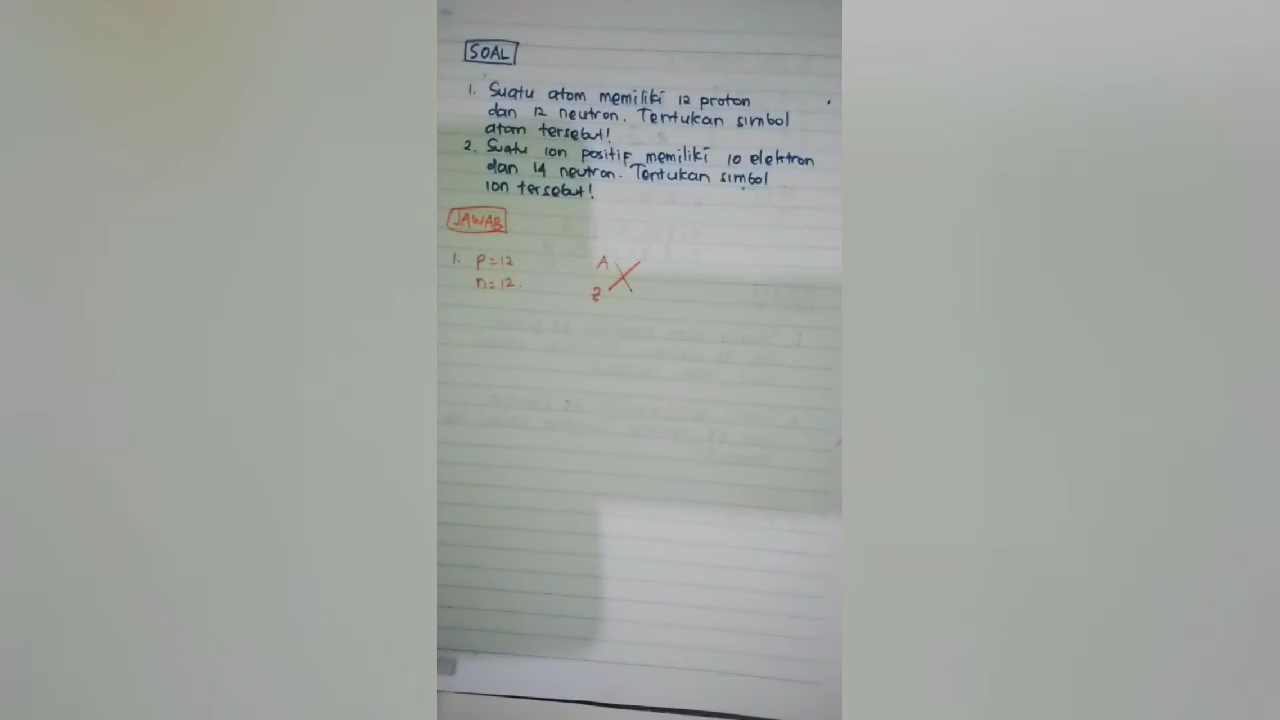 SOAL
1. Suatu atom memiliki 12 proton
dan 12 neutron. Tentukan simbol
atom tersebut!
2. Suatu ion positif memiliki 10 elektron
dan 14 neutron. Tentukan simbol
ion tersebut!
JAWAB
1. P = 12
n = 12.
A
Z X